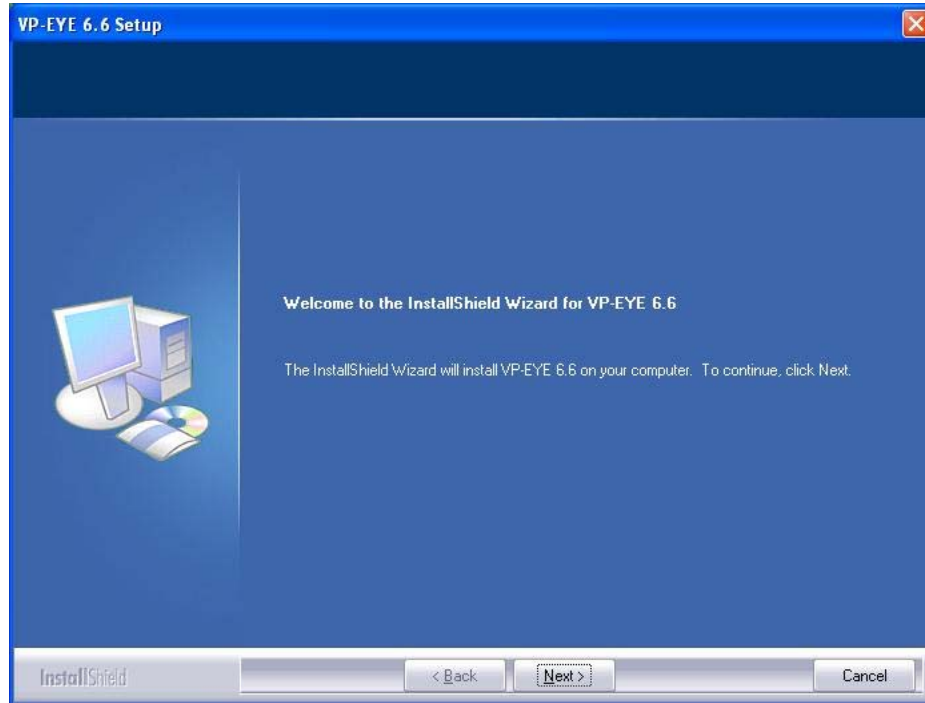 VP-EYE 6.6 Setup
Welcome to the InstallShield Wizard for VP-EYE 6.6
The InstallShield Wizard will install VP-EYE 6.6 on your computer.  To continue, click Next.
InstallShield
< Back
Next >
Cancel